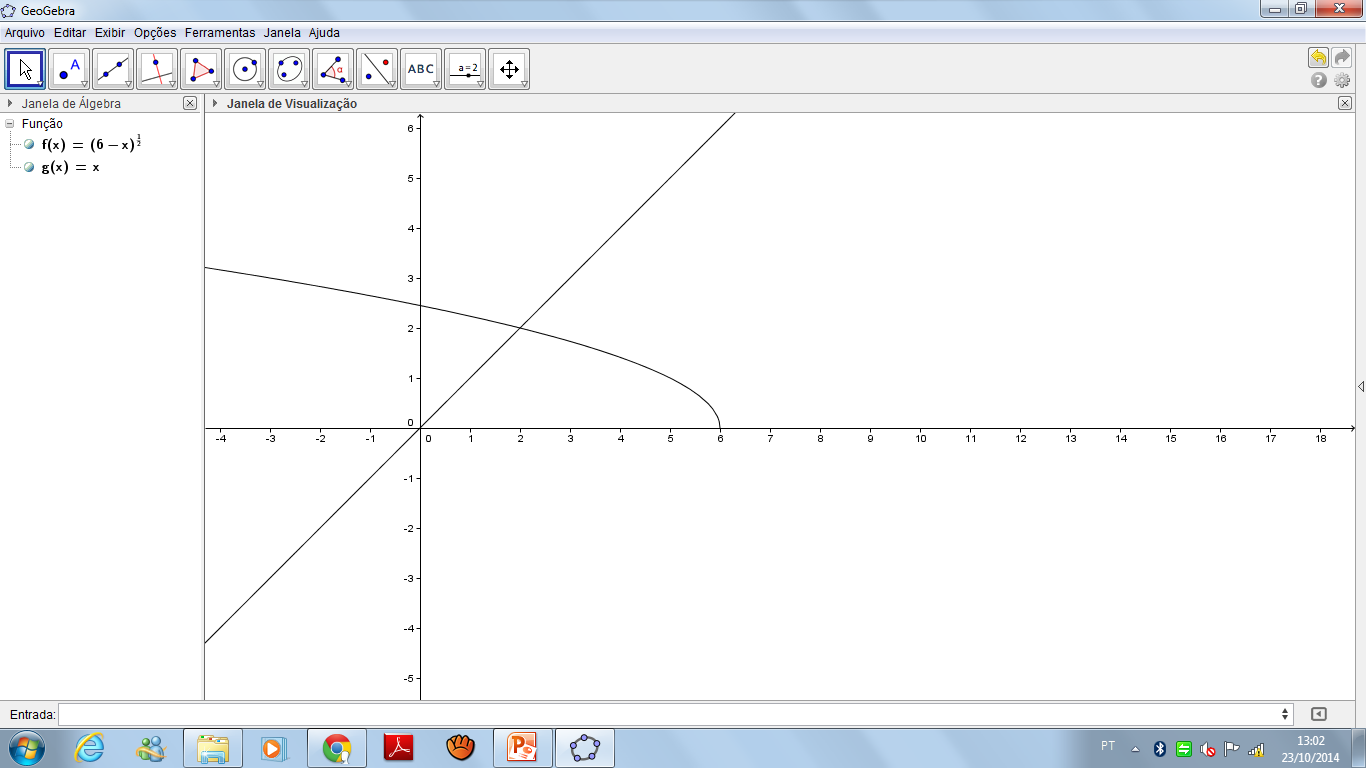 GeoGebra
Arquivo Editar Exibir Opções Ferramentas Janela Ajuda
A α ABC a=2
Janela de Álgebra
Janela de Visualização
Função
f(x) = (6 − x)^(1/2)
g(x) = x
6
5
4
3
2
1
0
-4 -3 -2 -1 0 1 2 3 4 5 6 7 8 9 10 11 12 13 14 15 16 17 18
-1
-2
-3
-4
-5
Entrada:
PT
13:02
23/10/2014